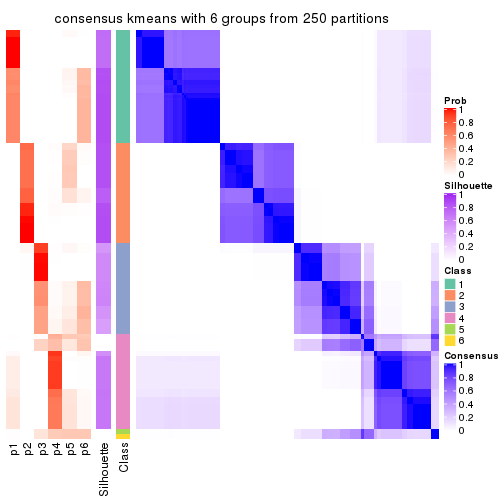 consensus kmeans with 6 groups from 250 partitions
Prob
1
0.8
0.6
0.4
0.2
0
Silhouette
1
0.8
0.6
0.4
0.2
0
Class
1
2
3
4
5
6
Consensus
1
0.8
0.6
0.4
0.2
0
p1
p2
p3
p4
p5
p6
Silhouette
Class